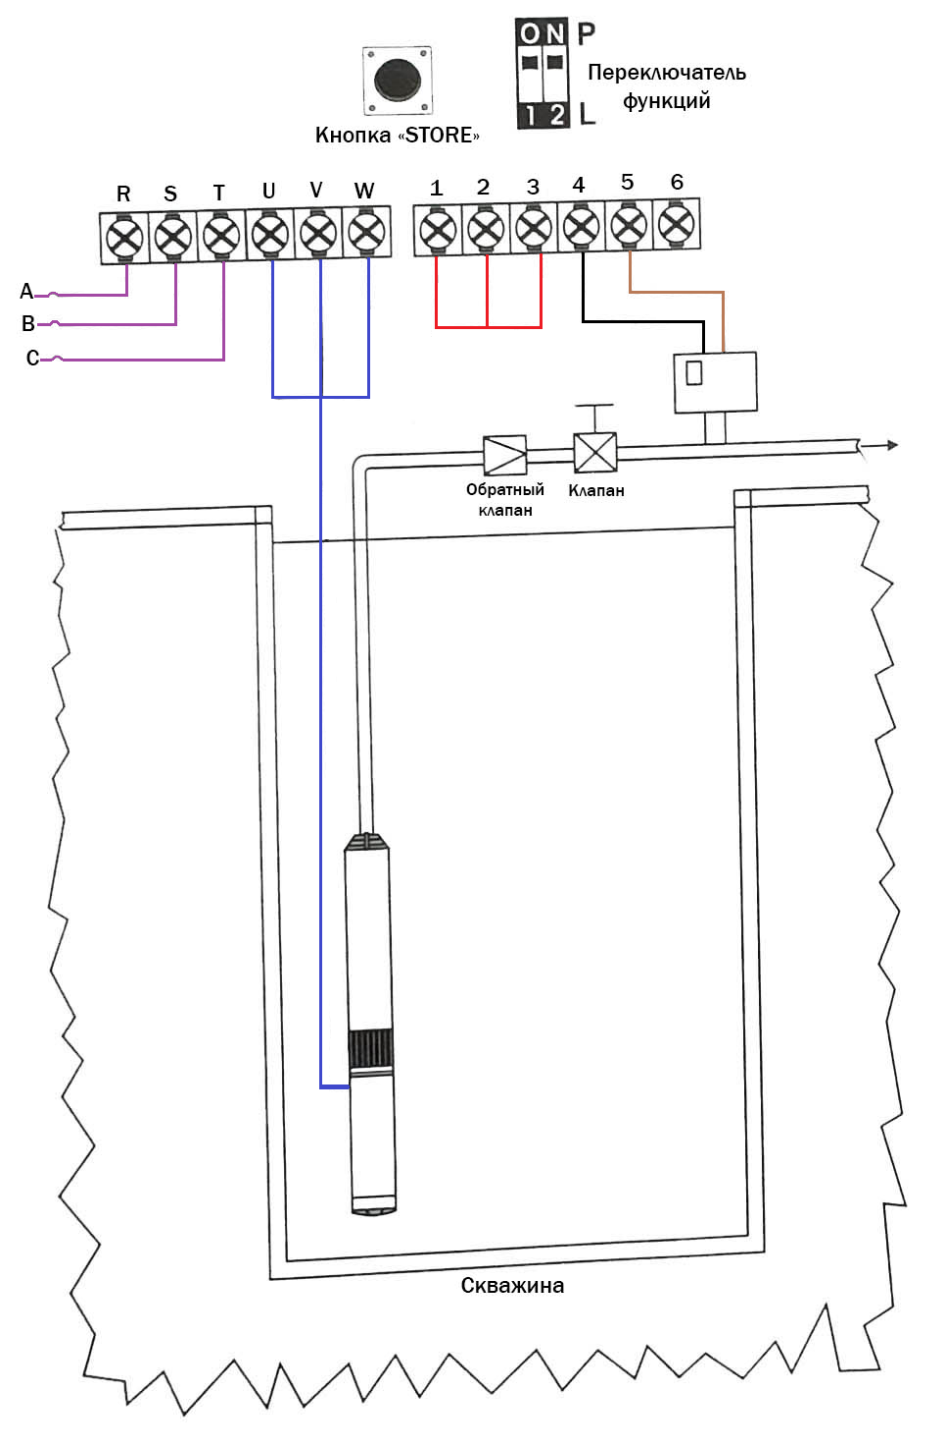 ON P
Переключатель
функций
1 2 L
Кнопка «STORE»
R S T U V W 1 2 3 4 5 6
A
B
C
Обратный
клапан
Клапан
Скважина